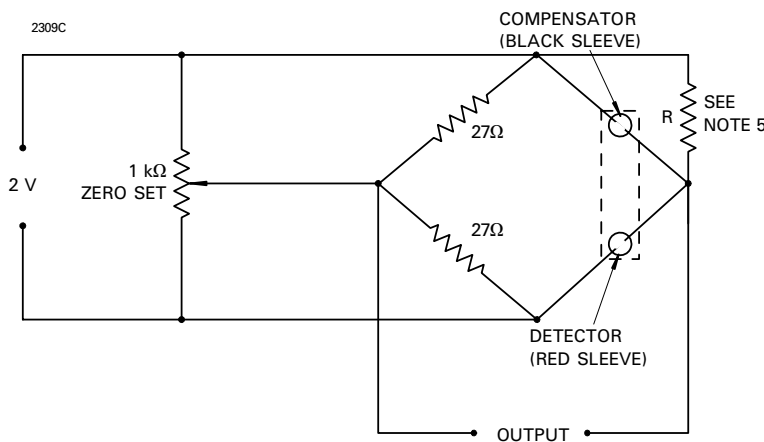 2309C
COMPENSATOR
(BLACK SLEEVE)
27Ω
R
SEE
NOTE 5
1 kΩ
ZERO SET
2 V
27Ω
DETECTOR
(RED SLEEVE)
OUTPUT